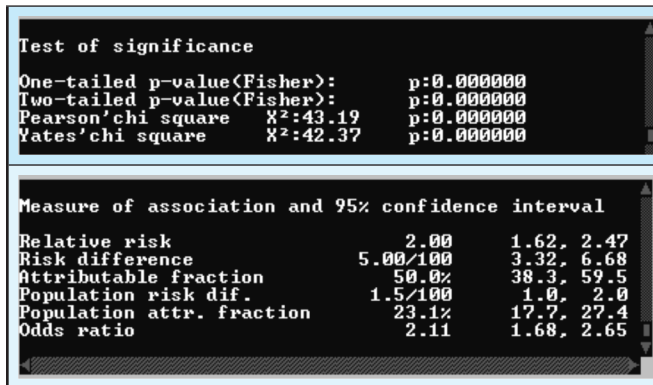 Test of significance
One-tailed p-value(Fisher): p:0.000000
Two-tailed p-value(Fisher): p:0.000000
Pearson'chi square X²:43.19 p:0.000000
Yates'chi square X²:42.37 p:0.000000
Measure of association and 95% confidence interval
Relative risk 2.00 1.62, 2.47
Risk difference 5.00/100 3.32, 6.68
Attributable fraction 50.0% 38.3, 59.5
Population risk dif. 1.5/100 1.0, 2.0
Population attr. fraction 23.1% 17.7, 27.4
Odds ratio 2.11 1.68, 2.65